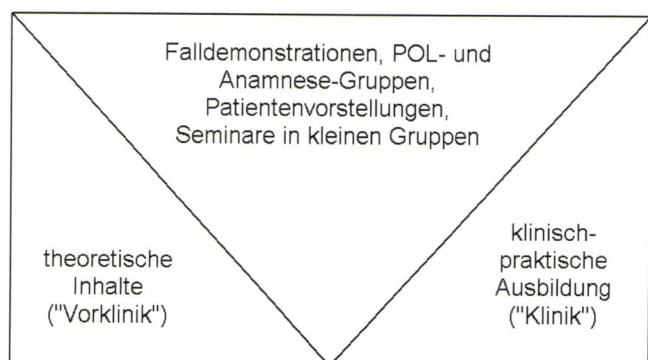 Falldemonstrationen, POL- und
Anamnese-Gruppen,
Patientenvorstellungen,
Seminare in kleinen Gruppen
theoretische
Inhalte
("Vorklinik")
klinisch-
praktische
Ausbildung
("Klinik")